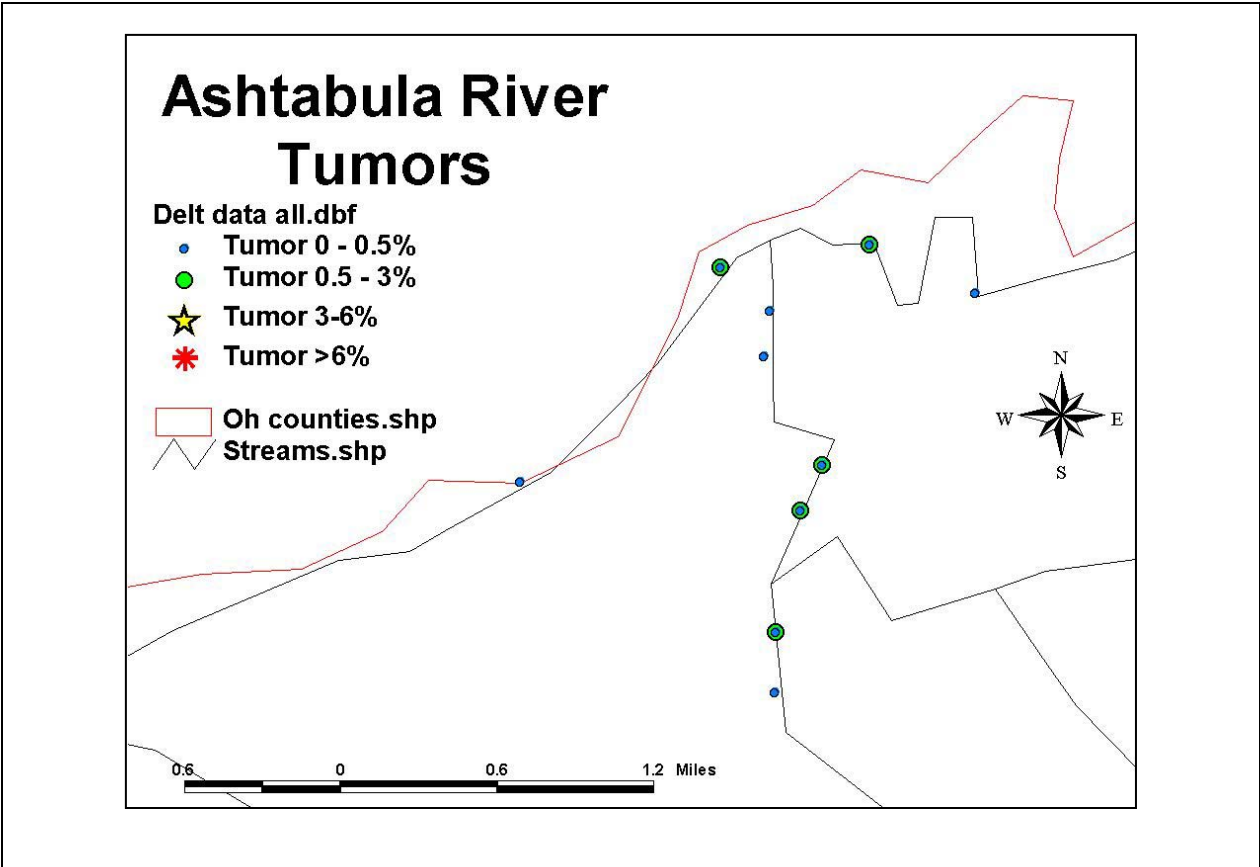 Ashtabula River
Tumors
Delt data all.dbf
Tumor 0 - 0.5%
Tumor 0.5 - 3%
Tumor 3-6%
Tumor >6%
Oh counties.shp
Streams.shp
N
W E
S
0.6 0 0.6 1.2 Miles